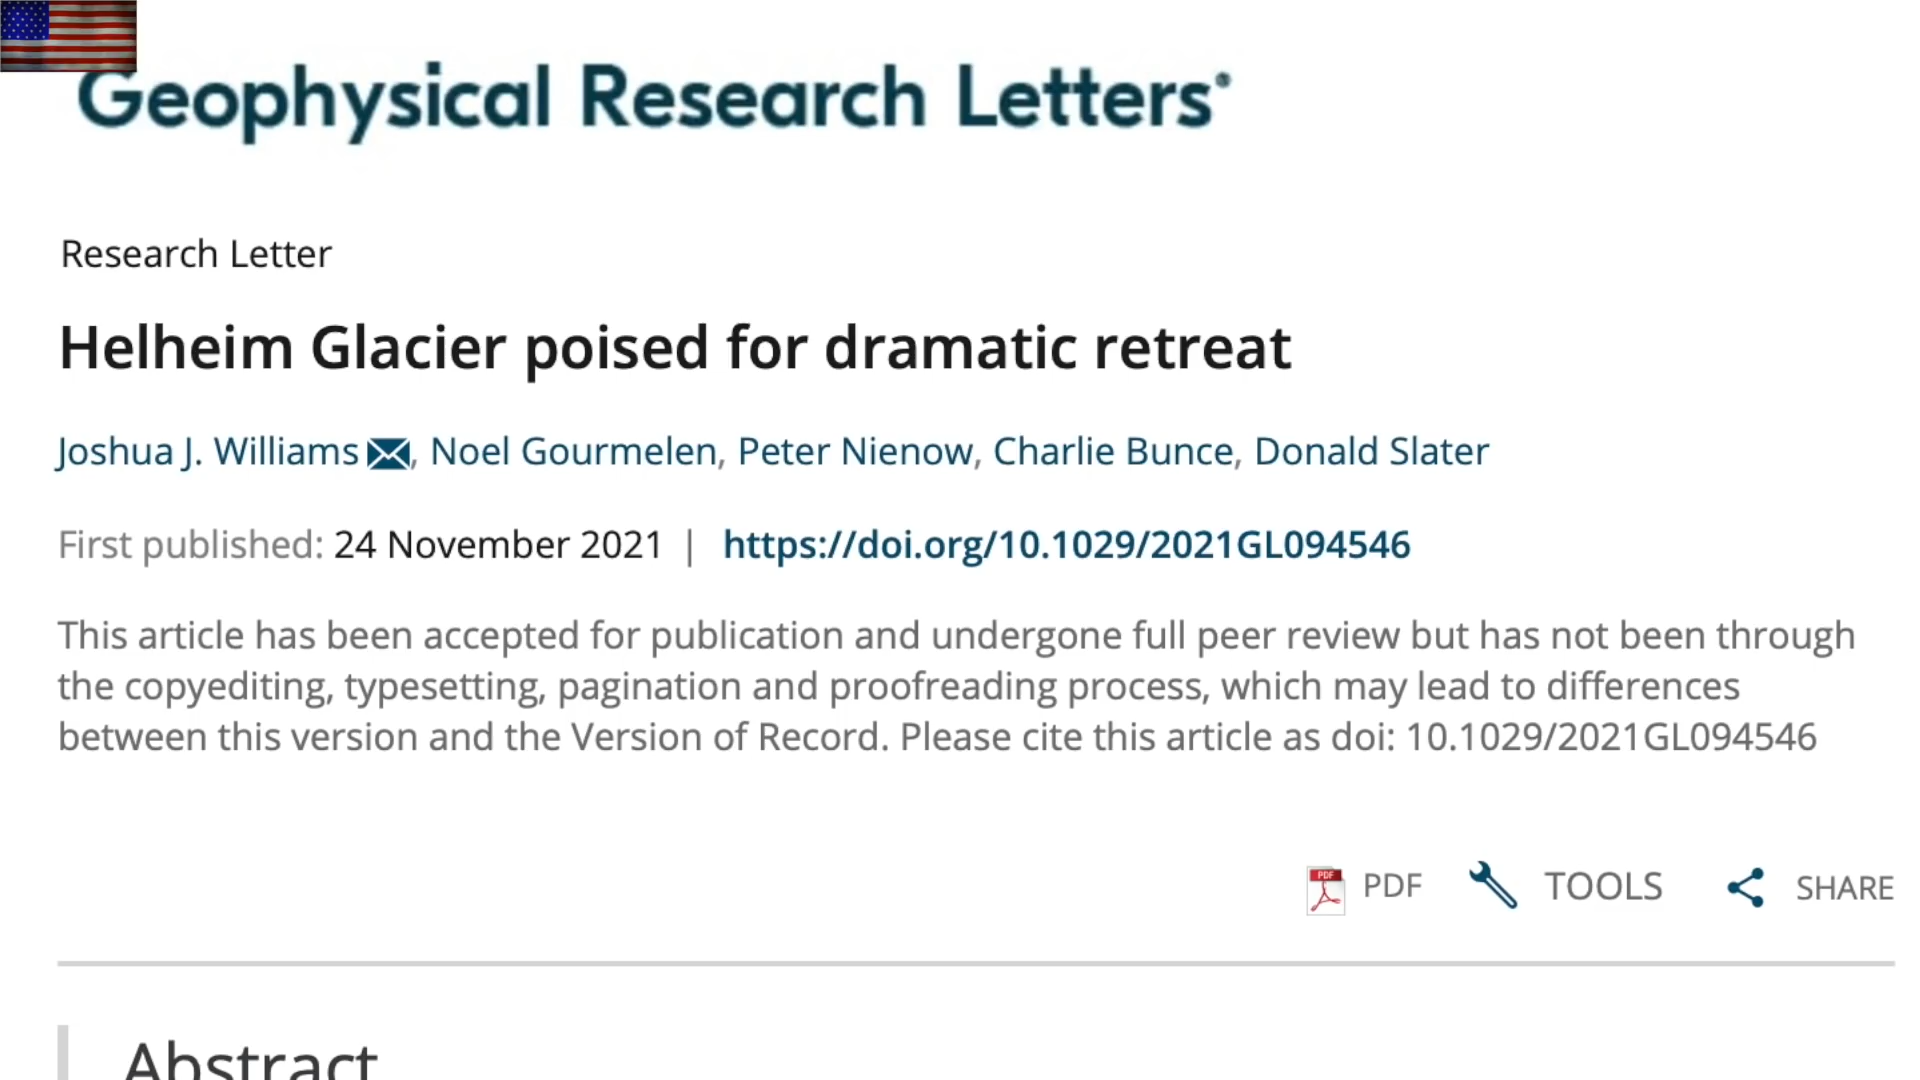 Geophysical Research Letters®
Research Letter
Helheim Glacier poised for dramatic retreat
Joshua J. Williams, Noel Gourmelen, Peter Nienow, Charlie Bunce, Donald Slater
First published: 24 November 2021 | https://doi.org/10.1029/2021GL094546
This article has been accepted for publication and undergone full peer review but has not been through
the copyediting, typesetting, pagination and proofreading process, which may lead to differences
between this version and the Version of Record. Please cite this article as doi: 10.1029/2021GL094546
PDF PDF TOOLS SHARE
Abstract